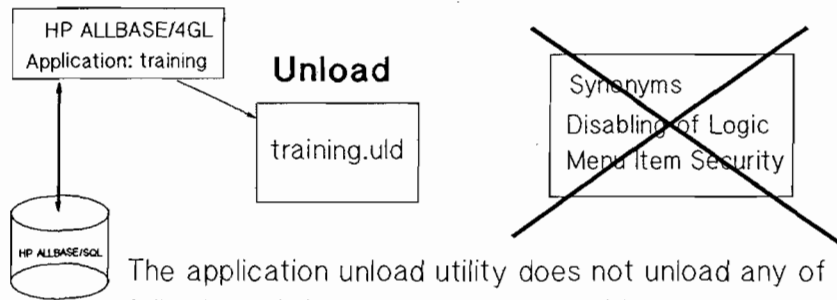 HP ALLBASE/4GL
Application: training
Unload
training.uld
Synonyms
Disabling of Logic
Menu Item Security
HP ALLBASE/SQL
The application unload utility does not unload any of